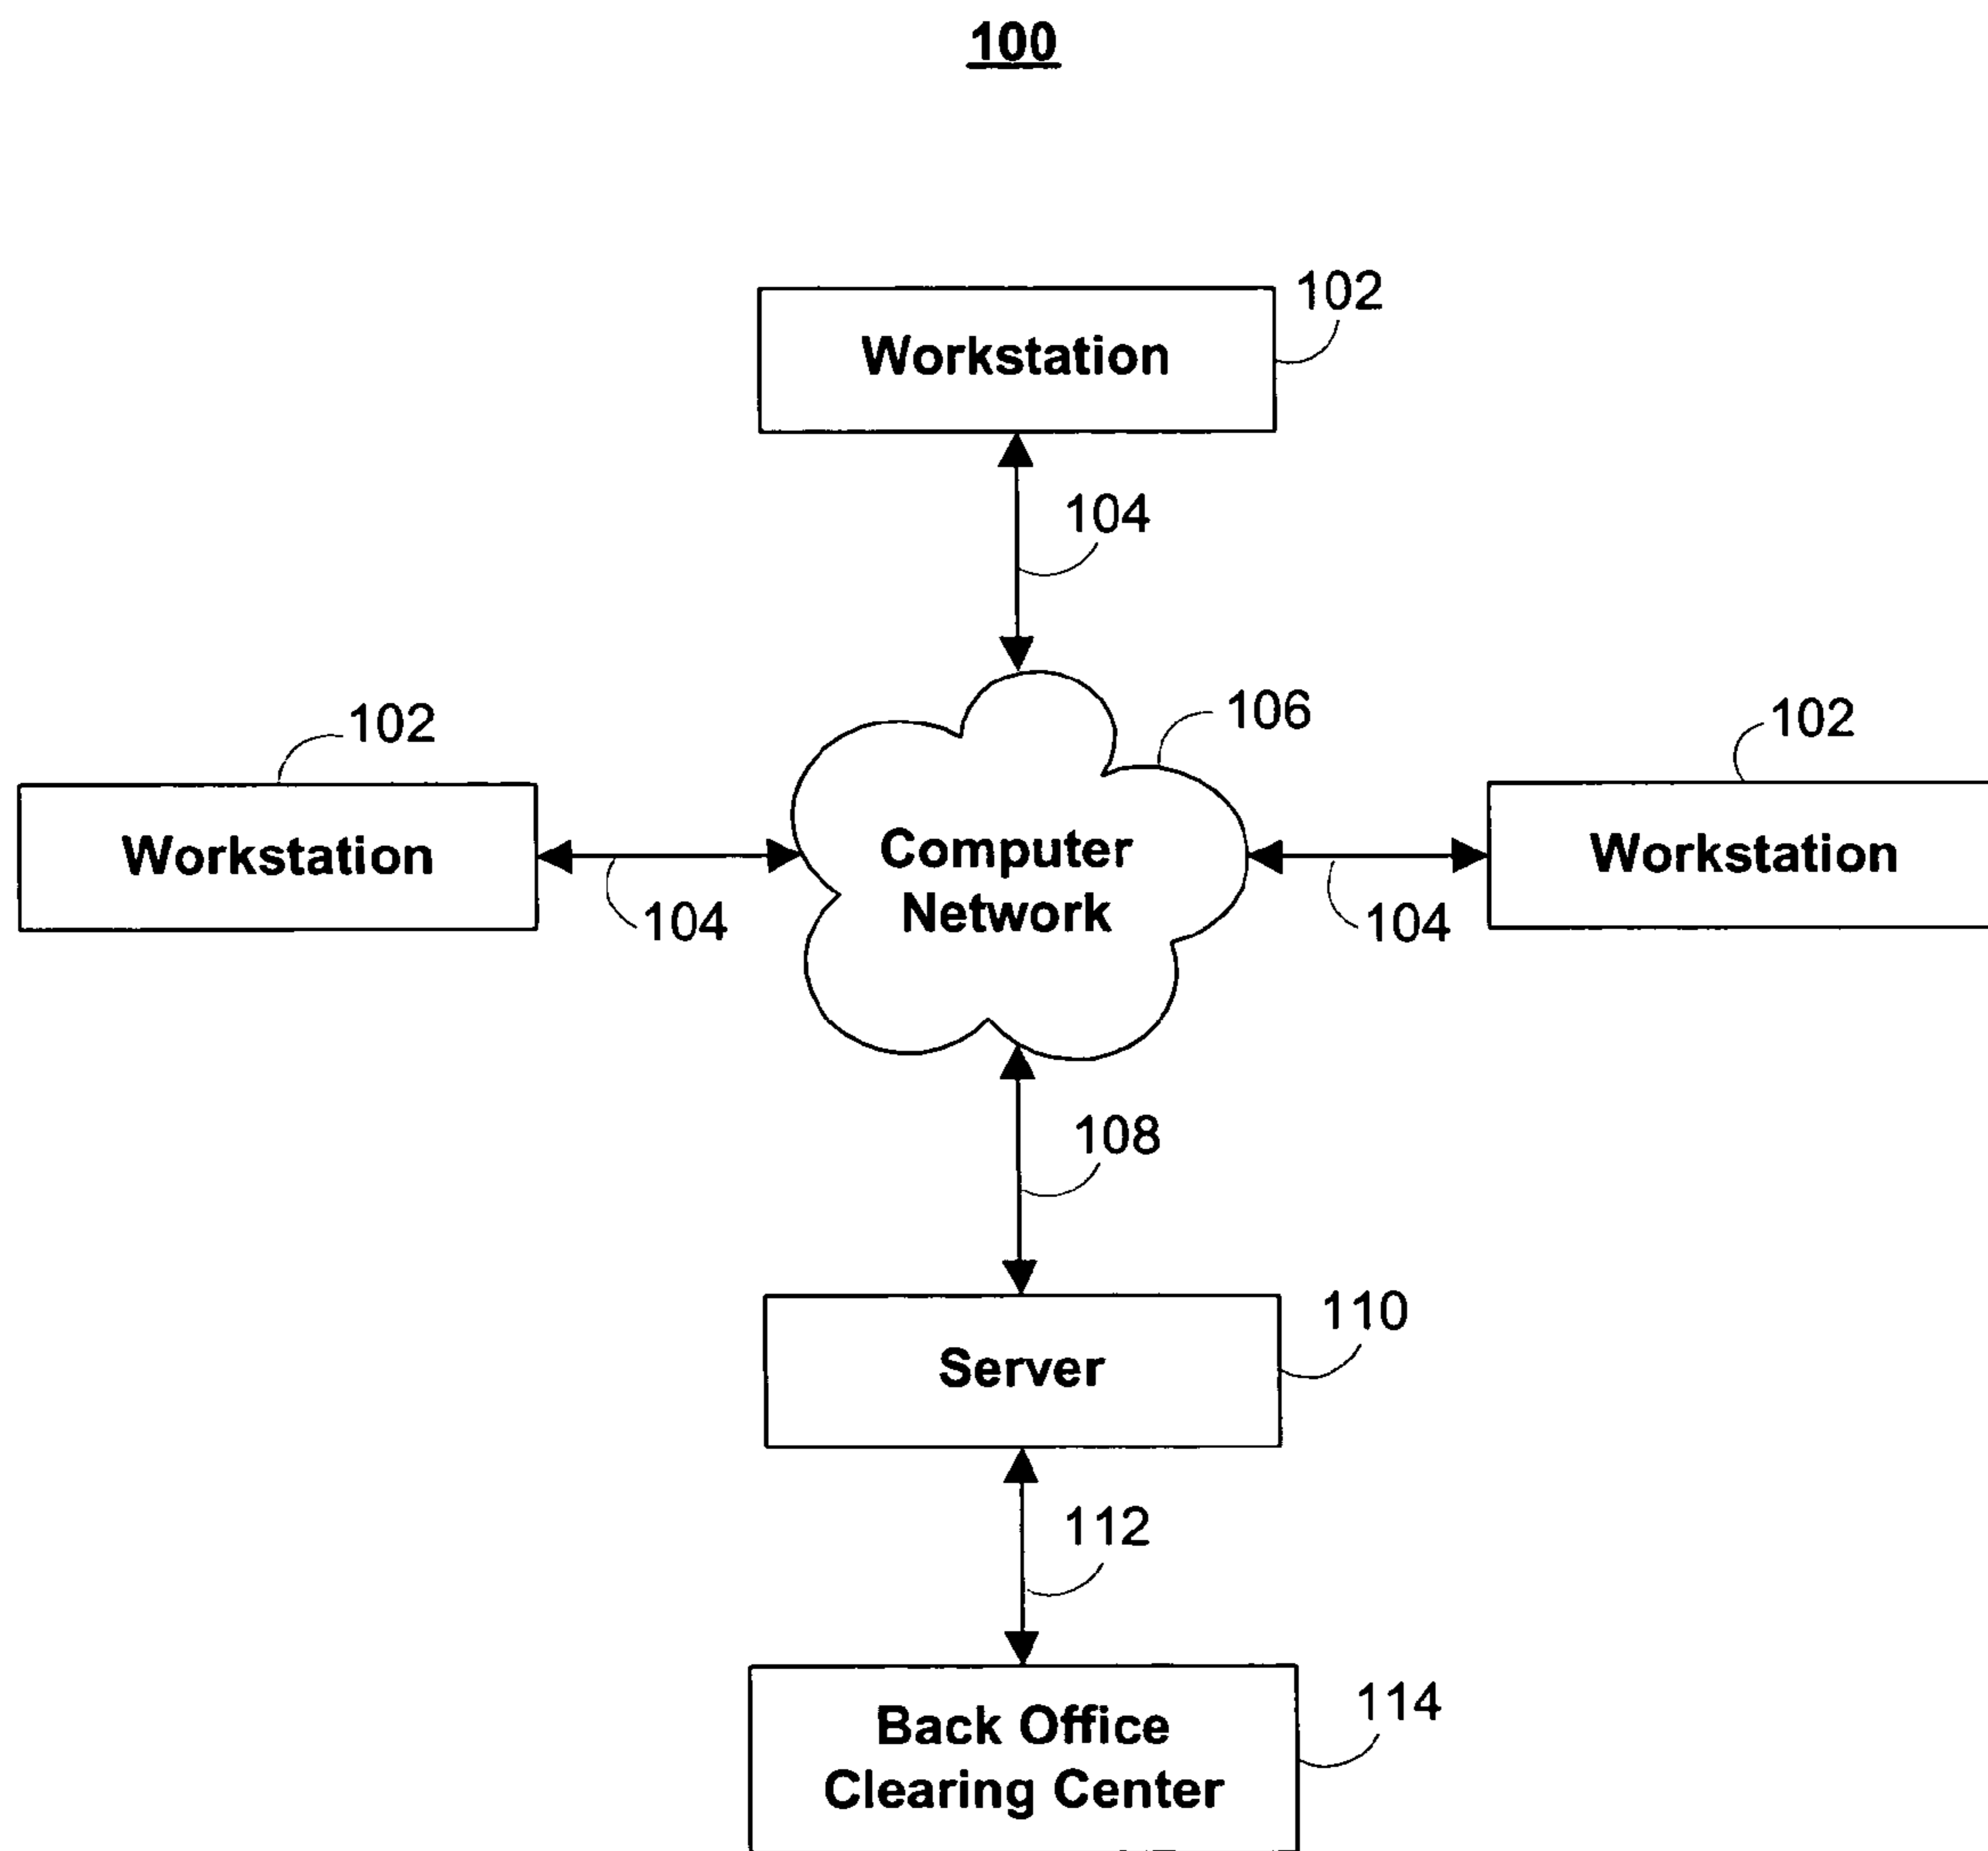 100
102
Workstation
104
106
102
102
Workstation
Computer
Network
Workstation
104
104
108
110
Server
112
114
Back Office
Clearing Center